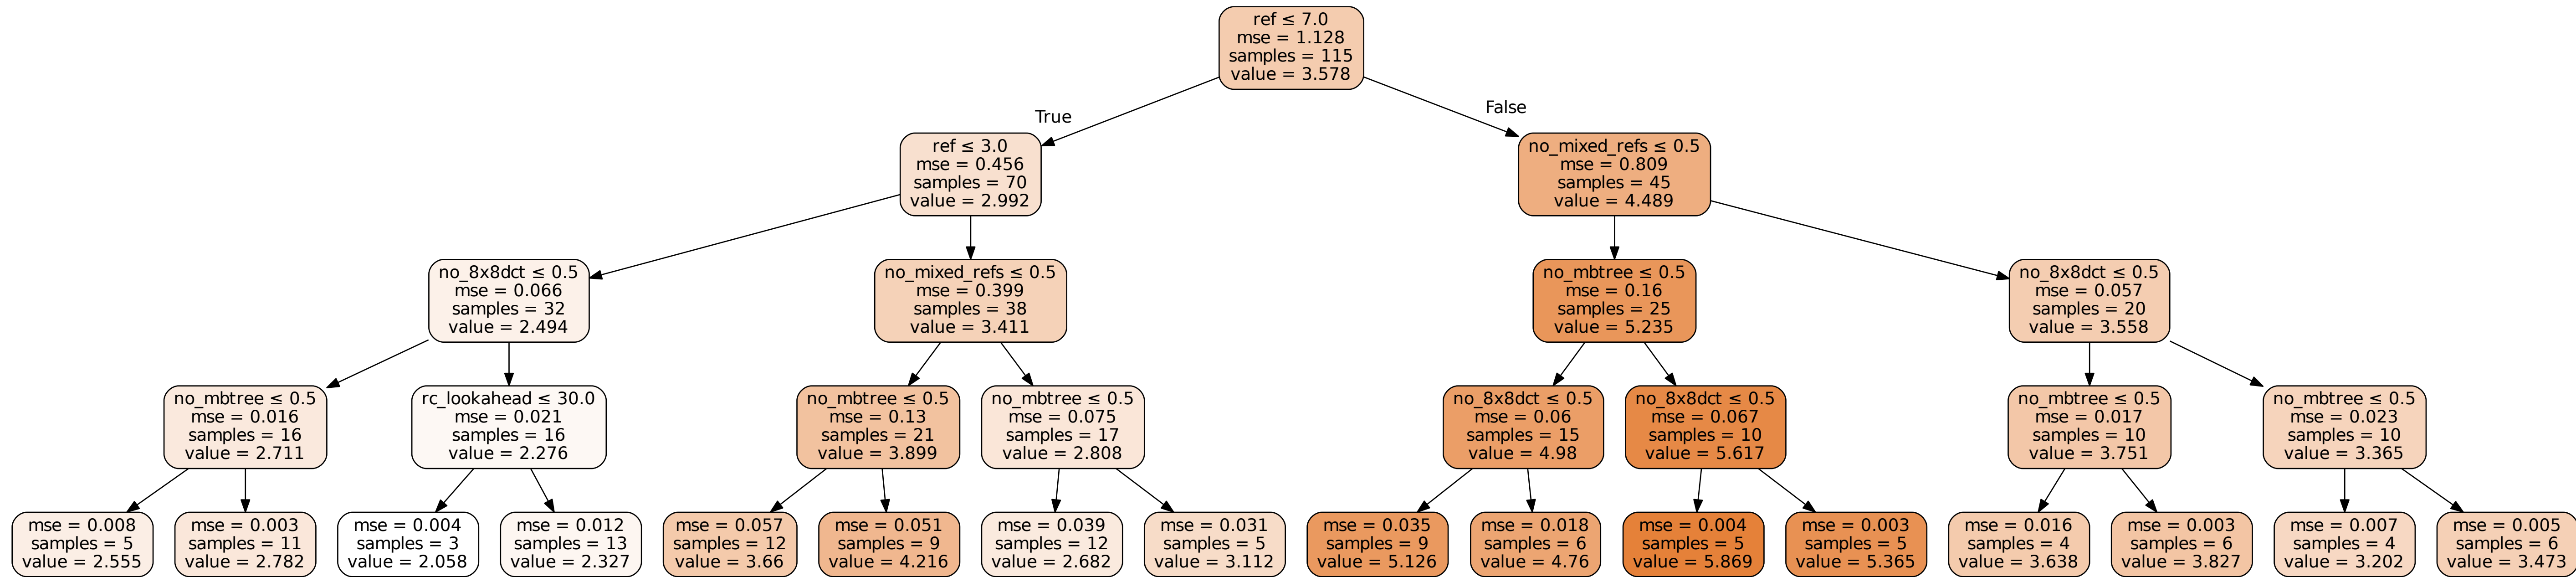 ref ≤ 7.0
mse = 1.128
samples = 115
value = 3.578
True
False
ref ≤ 3.0
mse = 0.456
samples = 70
value = 2.992
no_mixed_refs ≤ 0.5
mse = 0.809
samples = 45
value = 4.489
no_8x8dct ≤ 0.5
mse = 0.066
samples = 32
value = 2.494
no_mixed_refs ≤ 0.5
mse = 0.399
samples = 38
value = 3.411
no_mbtree ≤ 0.5
mse = 0.16
samples = 25
value = 5.235
no_8x8dct ≤ 0.5
mse = 0.057
samples = 20
value = 3.558
no_mbtree ≤ 0.5
mse = 0.016
samples = 16
value = 2.711
rc_lookahead ≤ 30.0
mse = 0.021
samples = 16
value = 2.276
no_mbtree ≤ 0.5
mse = 0.13
samples = 21
value = 3.899
no_mbtree ≤ 0.5
mse = 0.075
samples = 17
value = 2.808
no_8x8dct ≤ 0.5
mse = 0.06
samples = 15
value = 4.98
no_8x8dct ≤ 0.5
mse = 0.067
samples = 10
value = 5.617
no_mbtree ≤ 0.5
mse = 0.017
samples = 10
value = 3.751
no_mbtree ≤ 0.5
mse = 0.023
samples = 10
value = 3.365
mse = 0.008
samples = 5
value = 2.555
mse = 0.003
samples = 11
value = 2.782
mse = 0.004
samples = 3
value = 2.058
mse = 0.012
samples = 13
value = 2.327
mse = 0.057
samples = 12
value = 3.66
mse = 0.051
samples = 9
value = 4.216
mse = 0.039
samples = 12
value = 2.682
mse = 0.031
samples = 5
value = 3.112
mse = 0.035
samples = 9
value = 5.126
mse = 0.018
samples = 6
value = 4.76
mse = 0.004
samples = 5
value = 5.869
mse = 0.003
samples = 5
value = 5.365
mse = 0.016
samples = 4
value = 3.638
mse = 0.003
samples = 6
value = 3.827
mse = 0.007
samples = 4
value = 3.202
mse = 0.005
samples = 6
value = 3.473